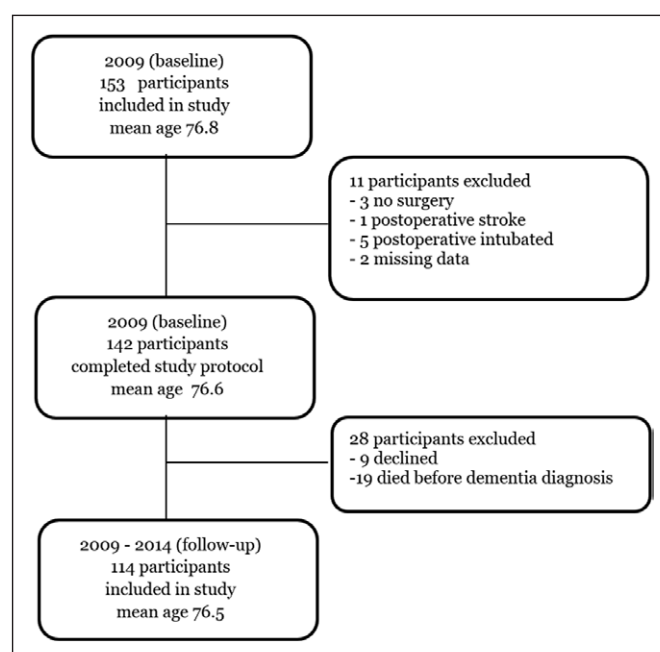 2009 (baseline)
153 participants
included in study
mean age 76.8
11 participants excluded
- 3 no surgery
- 1 postoperative stroke
- 5 postoperative intubated
- 2 missing data
2009 (baseline)
142 participants
completed study protocol
mean age 76.6
28 participants excluded
- 9 declined
-19 died before dementia diagnosis
2009 - 2014 (follow-up)
114 participants
included in study
mean age 76.5